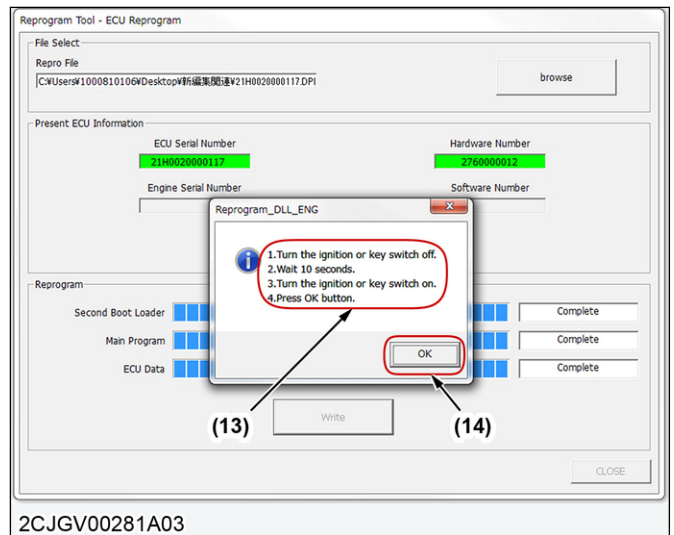 Reprogram Tool - ECU Reprogram
File Select
Repro File
C:¥Users¥1000810106¥Desktop¥新編集関連¥21H0020000117.DPI
browse
Present ECU Information
ECU Serial Number
Hardware Number
21H0020000117
2760000012
Engine Serial Number
Software Number
Reprogram_DLL_ENG
1.Turn the ignition or key switch off.
2.Wait 10 seconds.
3.Turn the ignition or key switch on.
4.Press OK button.
OK
Reprogram
Second Boot Loader
Complete
Main Program
Complete
ECU Data
Complete
(13)
Write
(14)
CLOSE
2CJGV00281A03